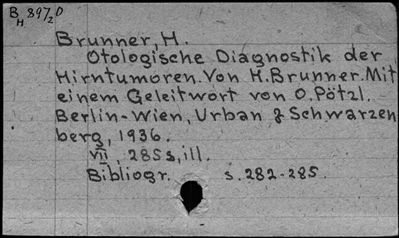 B 897 D
H 2
Brunner, H.
Otologische Diagnostik der
Hirntumoren. Von H. Brunner. Mit
einem Geleitwort von O. Pötzl.
Berlin-Wien, Urban & Schwarzen
berg, 1936.
VII, 285 s, ill.
Bibliogr. s. 282-285.